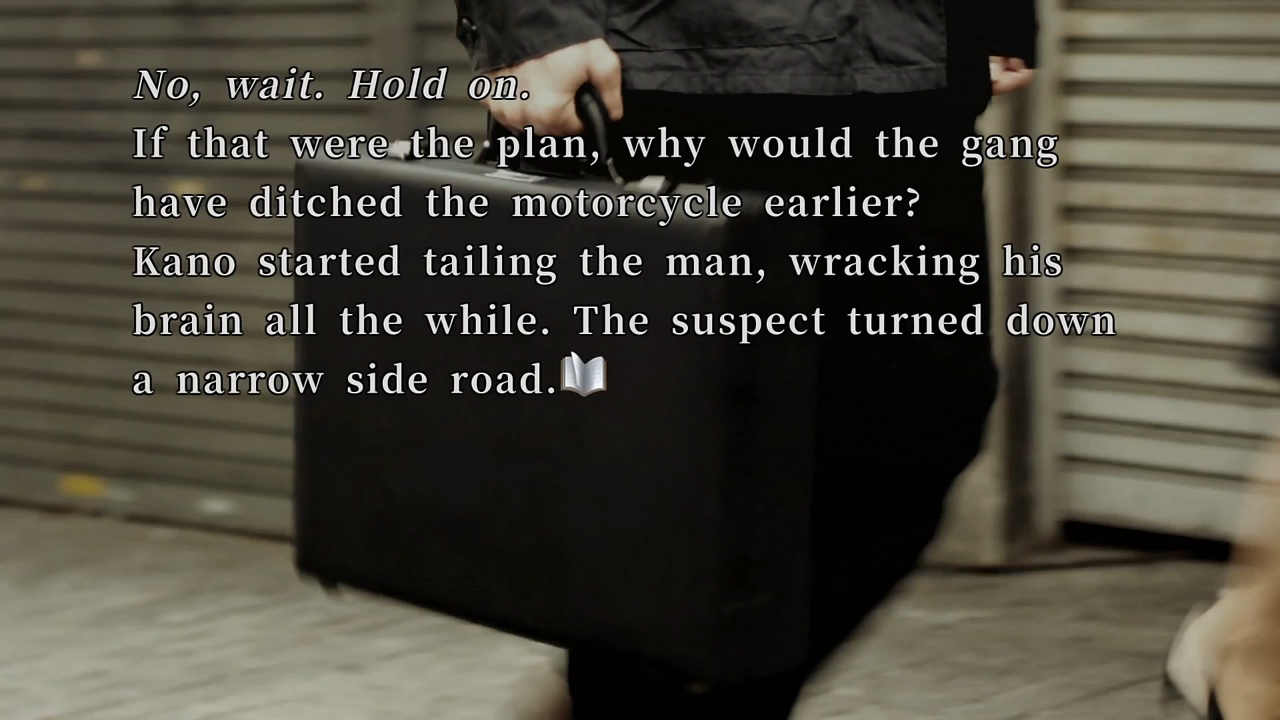 No, wait. Hold on.
If that were the plan, why would the gang
have ditched the motorcycle earlier?
Kano started tailing the man, wracking his
brain all the while. The suspect turned down
a narrow side road.